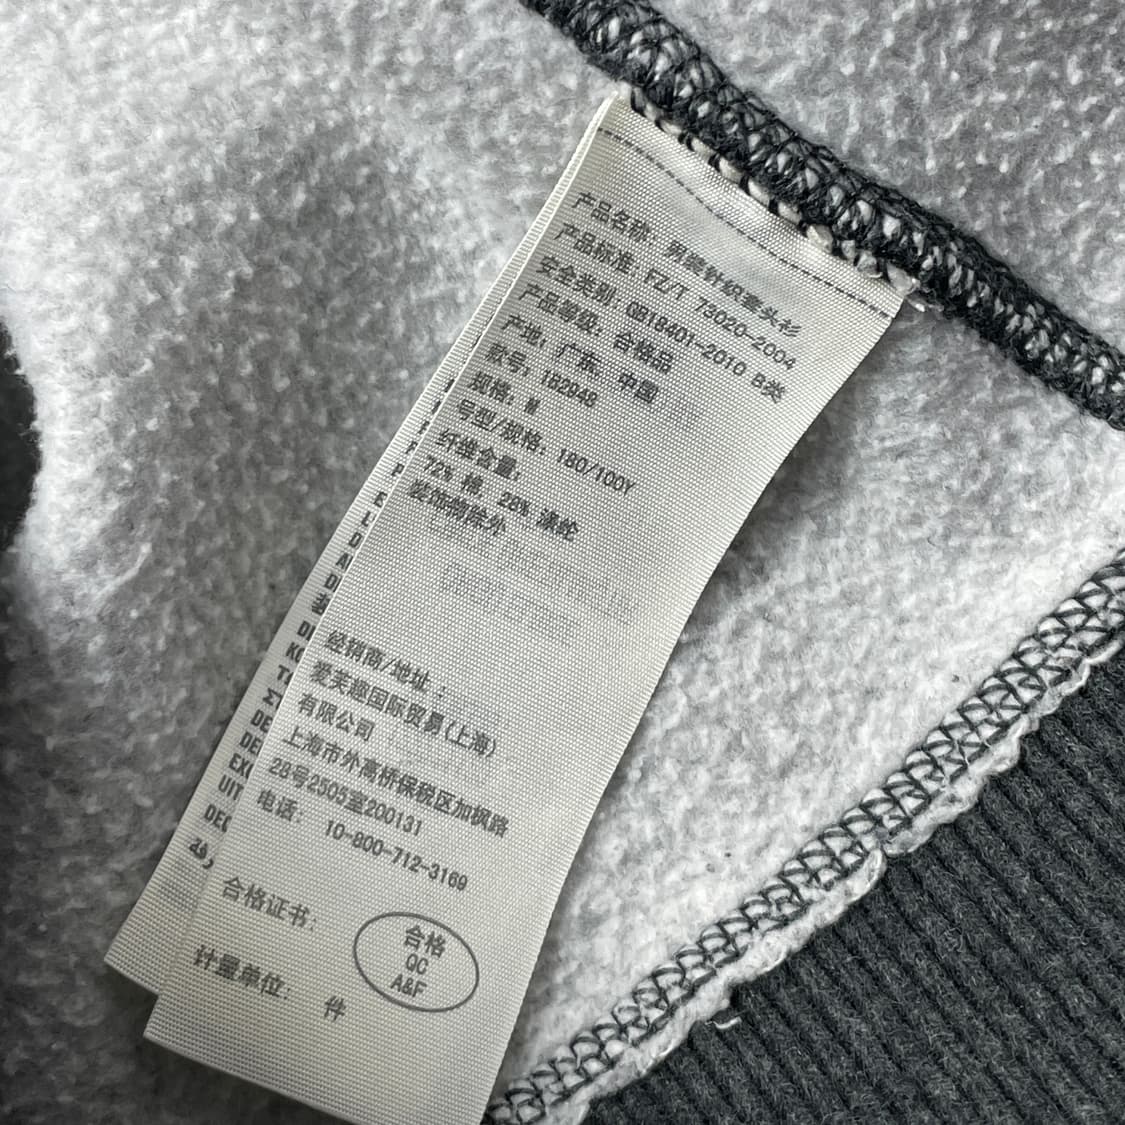 产品名称: 男装针织套头衫
产品标准: FZ/T 73020-2004
安全类别: GB18401-2010 B类
产品等级: 合格品
产地: 广东, 中国
款号: 182948
规格: M
号型/规格: 180/100Y
纤维含量:
72% 棉, 28% 涤纶
装饰物除外
经销商/地址:
爱芙趣国际贸易(上海)
有限公司
上海市外高桥保税区加枫路
28号2505室200131
电话: 10-800-712-3169
合格证书:
合格
QC
A&F
计量单位: 件